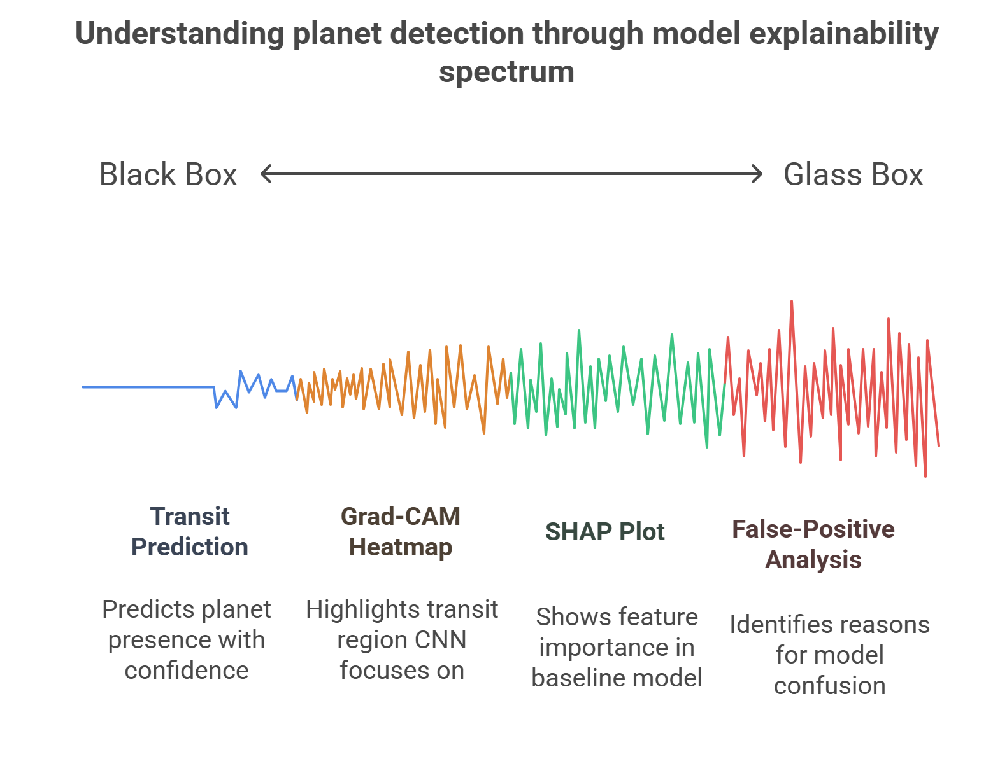 Understanding planet detection through model explainability
spectrum
Black Box
Glass Box
Transit
Prediction
Predicts planet
presence with
confidence
Grad-CAM
Heatmap
Highlights transit
region CNN
focuses on
SHAP Plot
Shows feature
importance in
baseline model
False-Positive
Analysis
Identifies reasons
for model
confusion